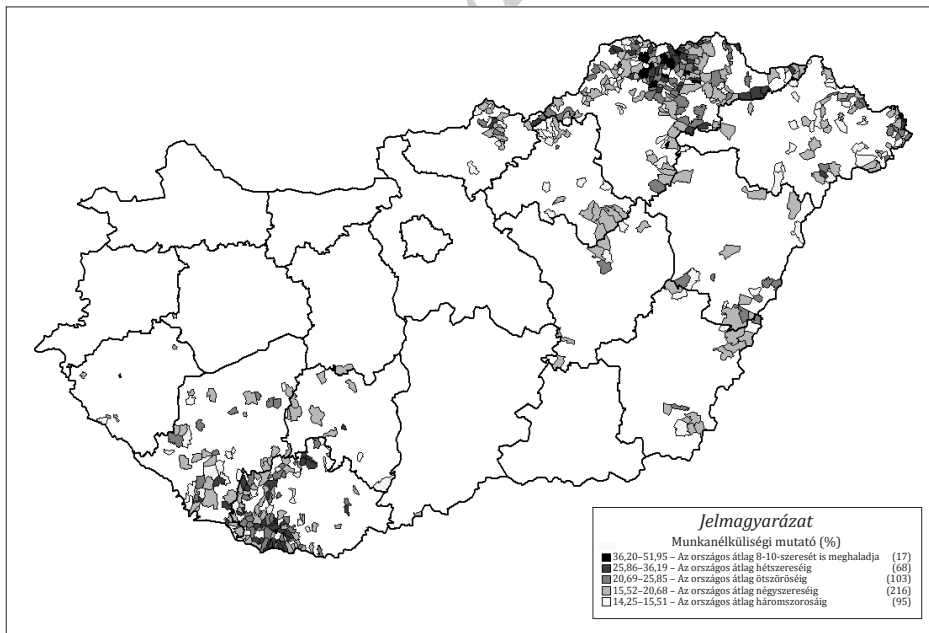 Jelmagyarázat
Munkanélküliségi mutató (%)
36,20–51,95 – Az országos átlag 8-10-szeresét is meghaladja (17)
25,86–36,19 – Az országos átlag hétszereséig (68)
20,69–25,85 – Az országos átlag ötszöröséig (103)
15,52–20,68 – Az országos átlag négyszereséig (216)
14,25–15,51 – Az országos átlag háromszorosáig (95)